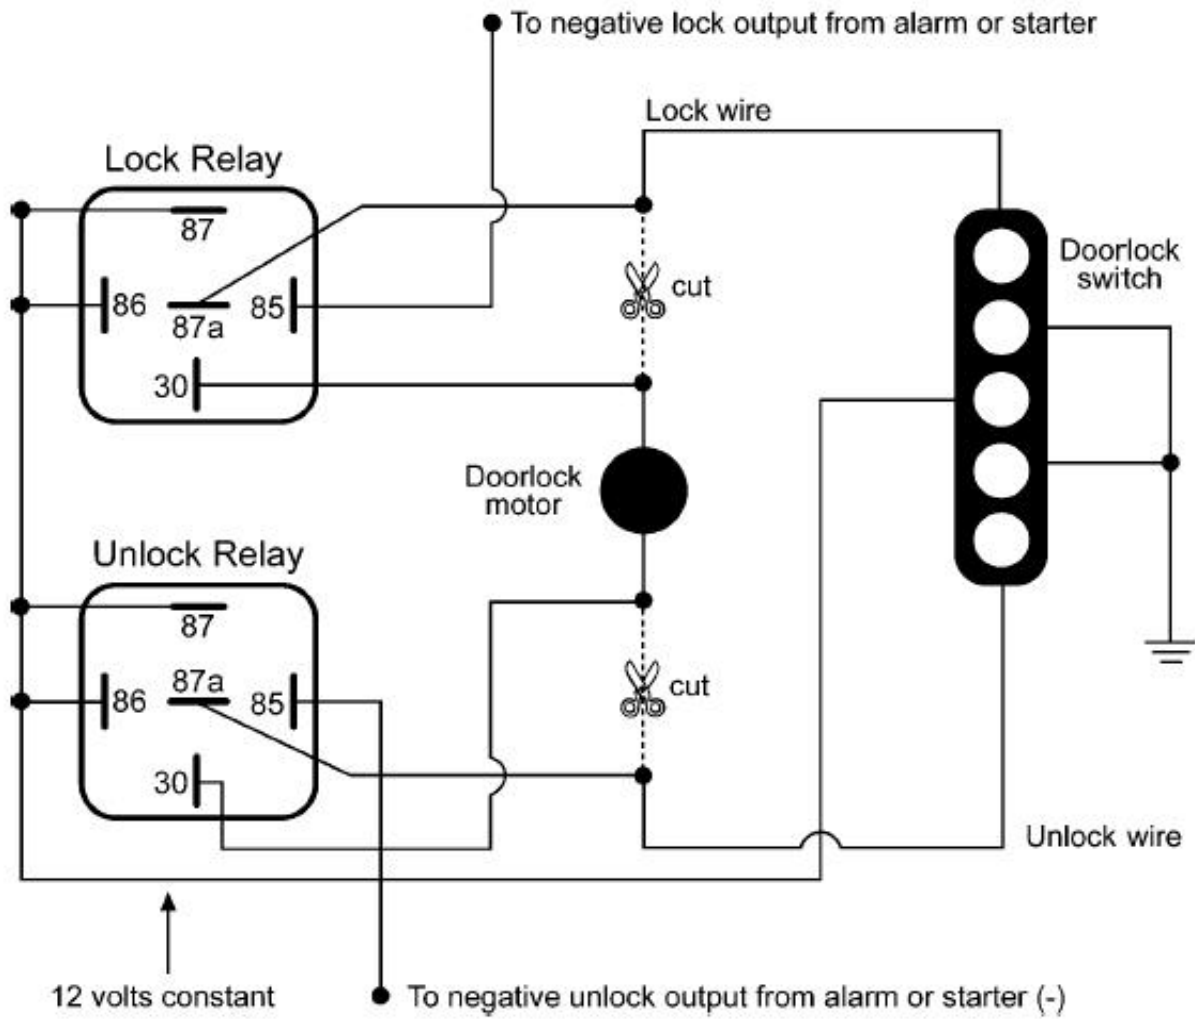 To negative lock output from alarm or starter
Lock wire
Lock Relay
87
86
87a
85
30
cut
Doorlock
switch
Doorlock
motor
Unlock Relay
87
86
87a
85
30
cut
Unlock wire
12 volts constant
To negative unlock output from alarm or starter (-)